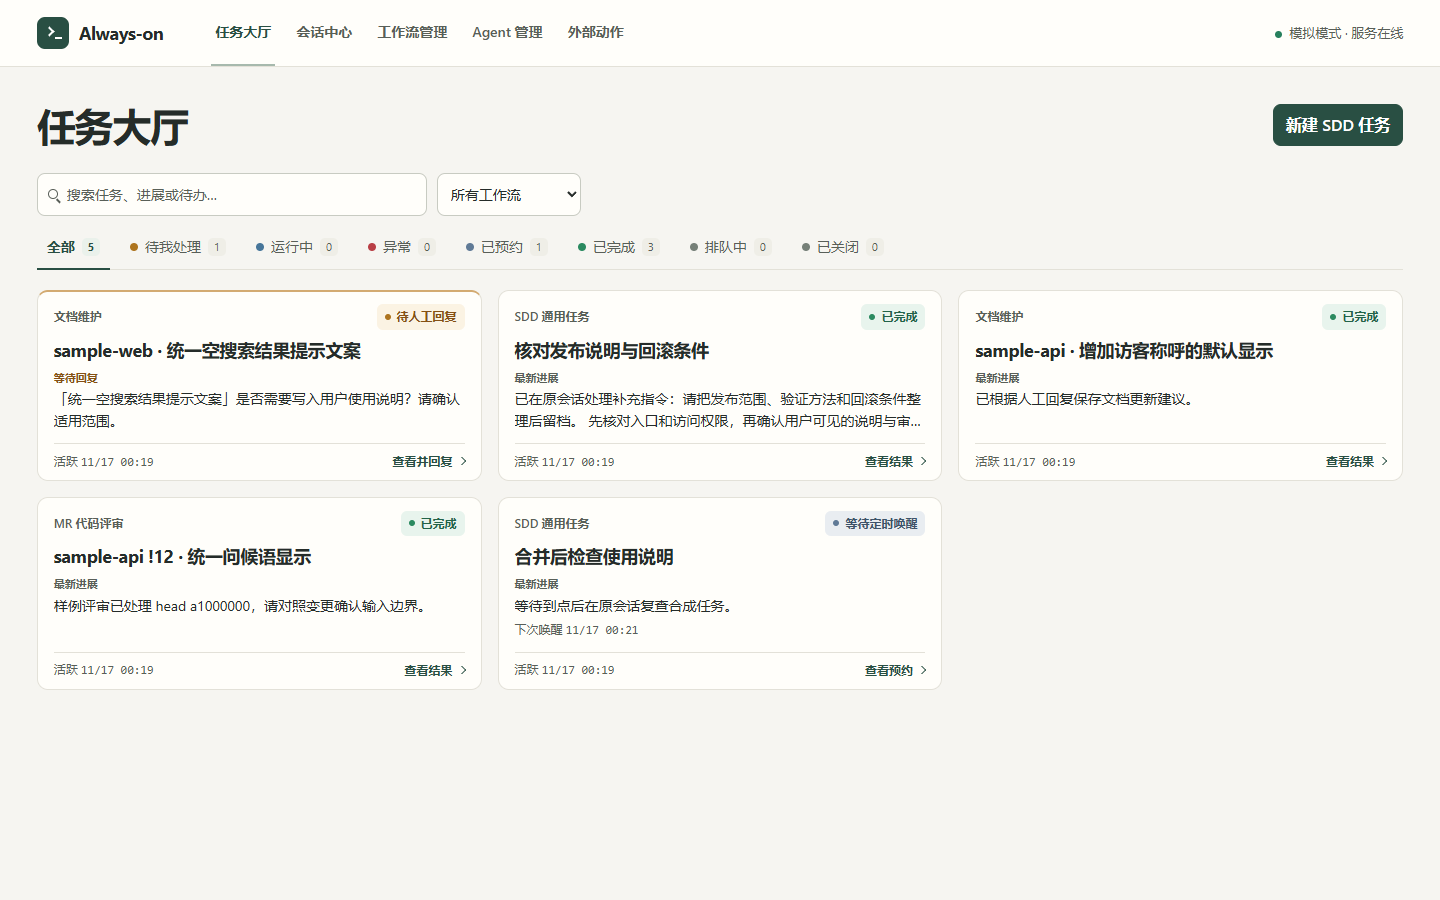 Always-on
任务大厅
会话中心
工作流管理
Agent 管理
外部动作
模拟模式 · 服务在线
任务大厅
新建 SDD 任务
搜索任务、进展或待办...
所有工作流
全部 5
待我处理 1
运行中 0
异常 0
已预约 1
已完成 3
排队中 0
已关闭 0
文档维护
待人工回复
sample-web · 统一空搜索结果提示文案
等待回复
「统一空搜索结果提示文案」是否需要写入用户使用说明？请确认
适用范围。
活跃 11/17 00:19
查看并回复
SDD 通用任务
已完成
核对发布说明与回滚条件
最新进展
已在原会话处理补充指令：请把发布范围、验证方法和回滚条件整
理后留档。 先核对入口和访问权限，再确认用户可见的说明与审...
活跃 11/17 00:19
查看结果
文档维护
已完成
sample-api · 增加访客称呼的默认显示
最新进展
已根据人工回复保存文档更新建议。
活跃 11/17 00:19
查看结果
MR 代码评审
已完成
sample-api !12 · 统一问候语显示
最新进展
样例评审已处理 head a1000000，请对照变更确认输入边界。
活跃 11/17 00:19
查看结果
SDD 通用任务
等待定时唤醒
合并后检查使用说明
最新进展
等待到点后在原会话复查合成任务。
下次唤醒 11/17 00:21
活跃 11/17 00:19
查看预约